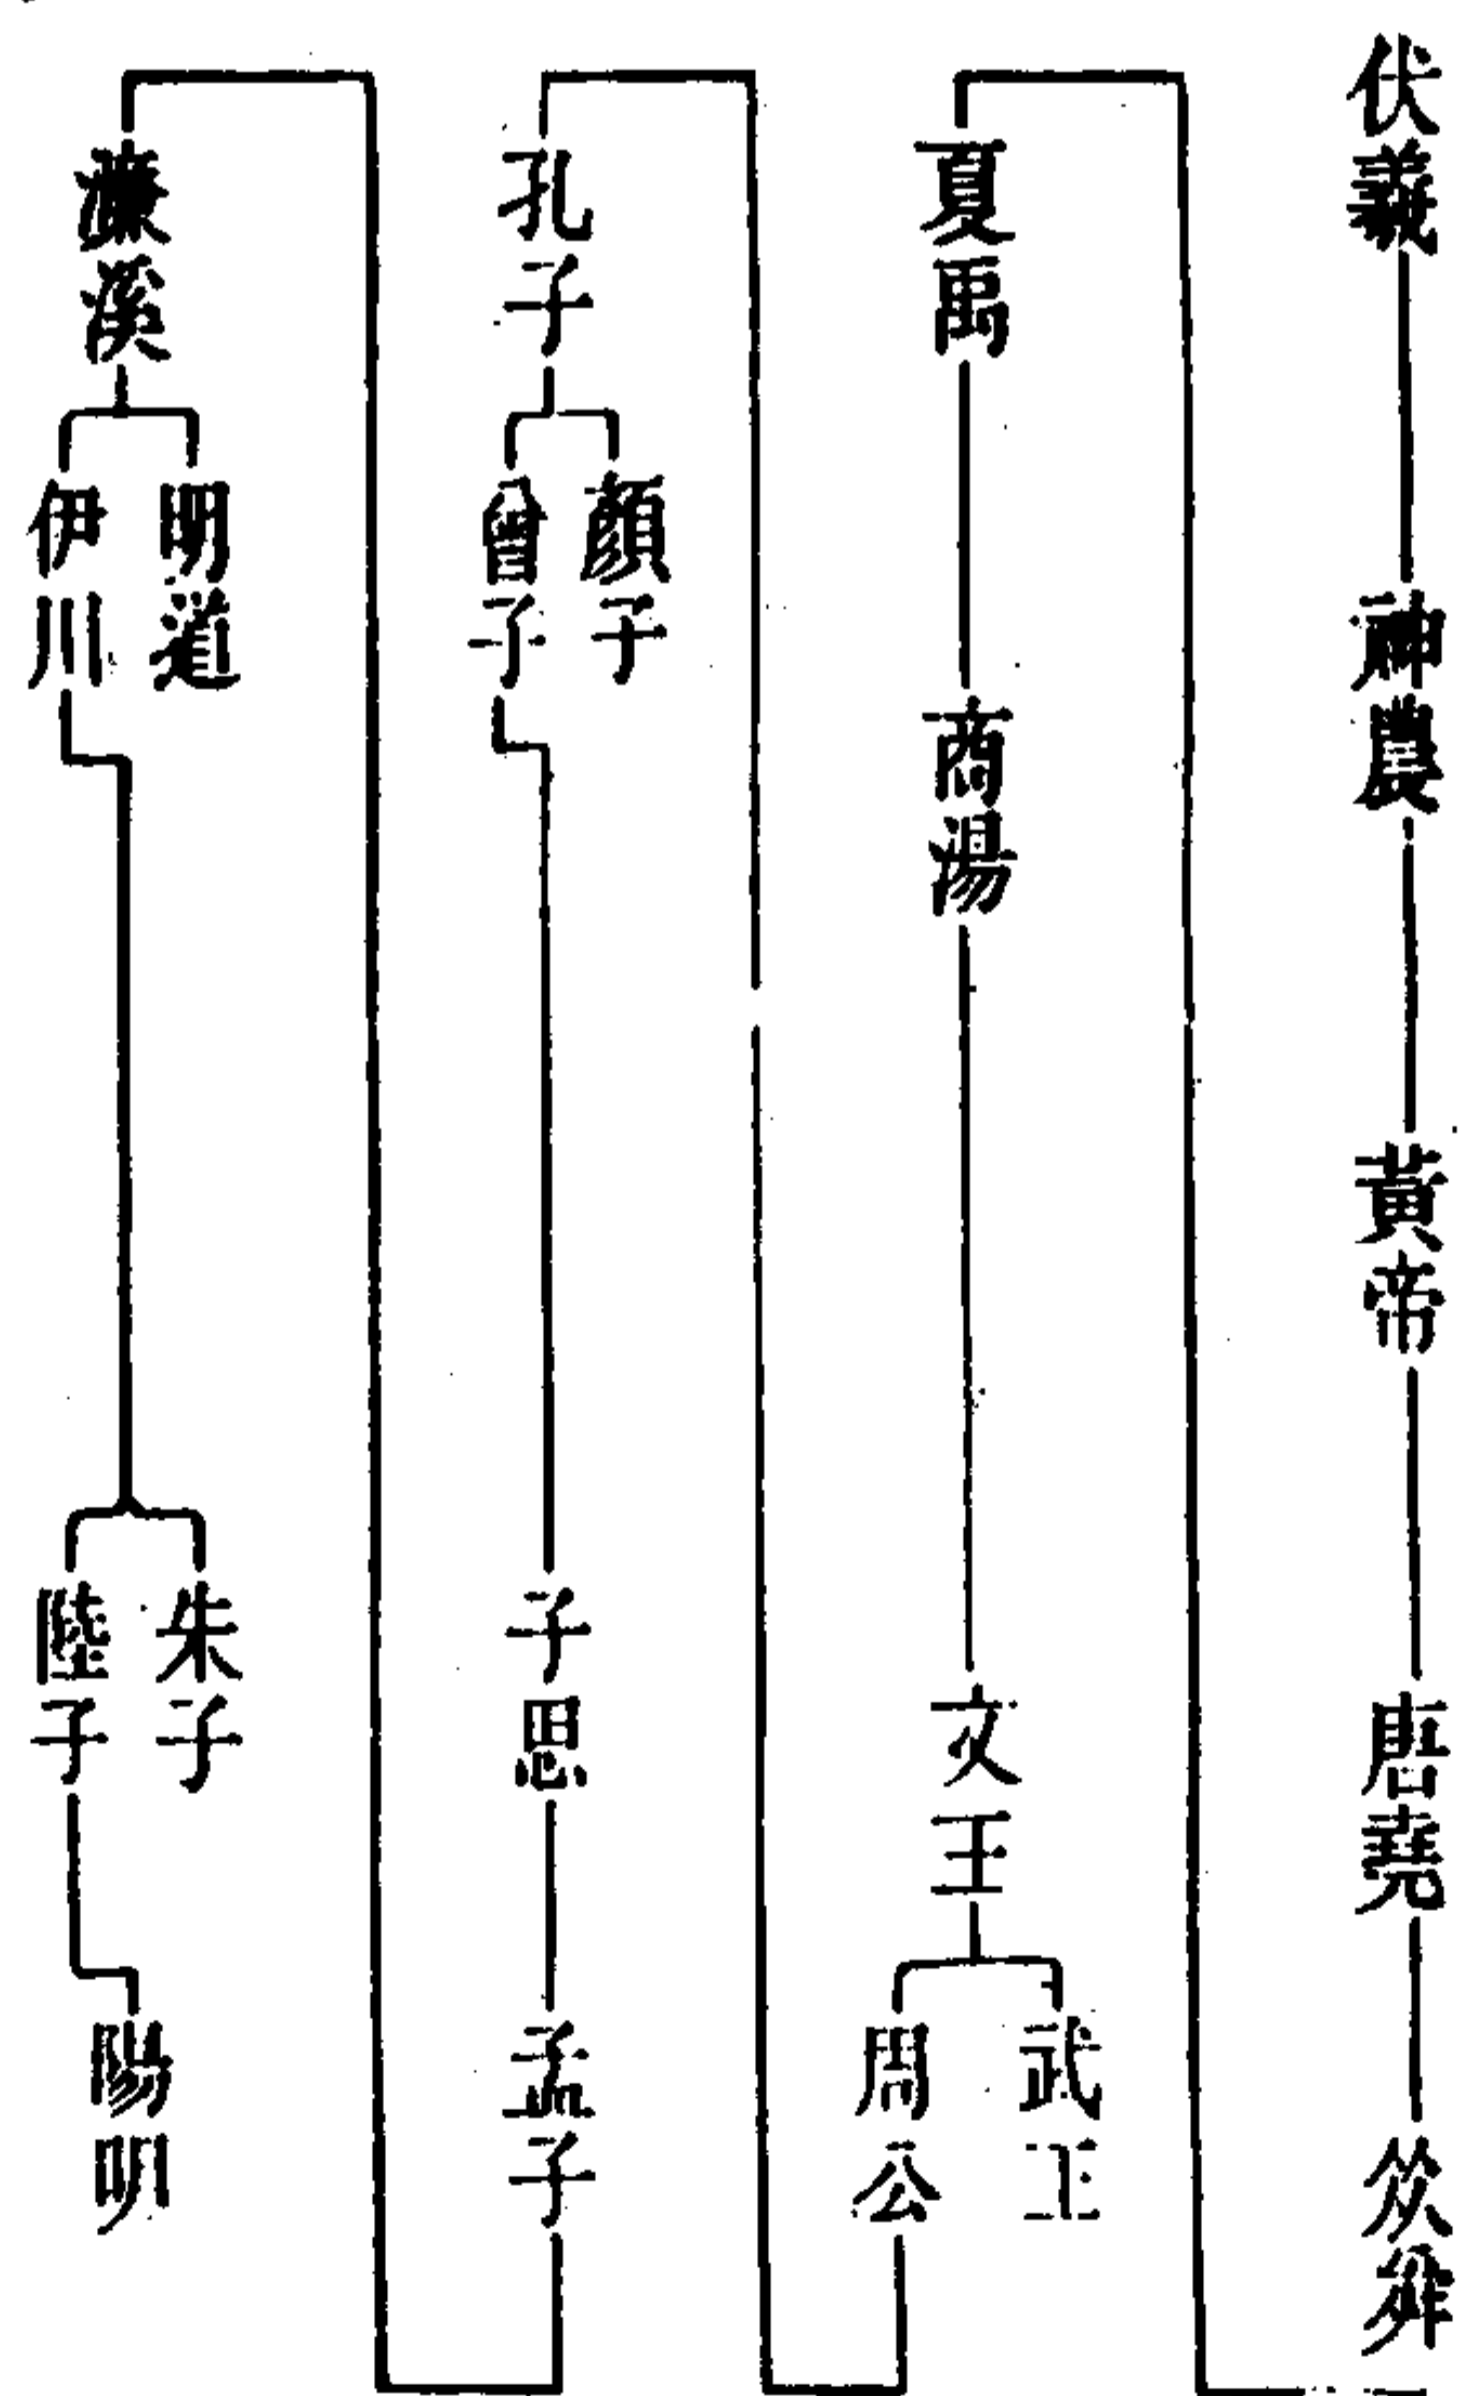 伏羲
神農
黃帝
唐堯
舜
夏禹
商湯
文王
武王
周公
孔子
顏子
曾子
子思
孟子
濂溪
明道
伊川
朱子
陸子
陽明